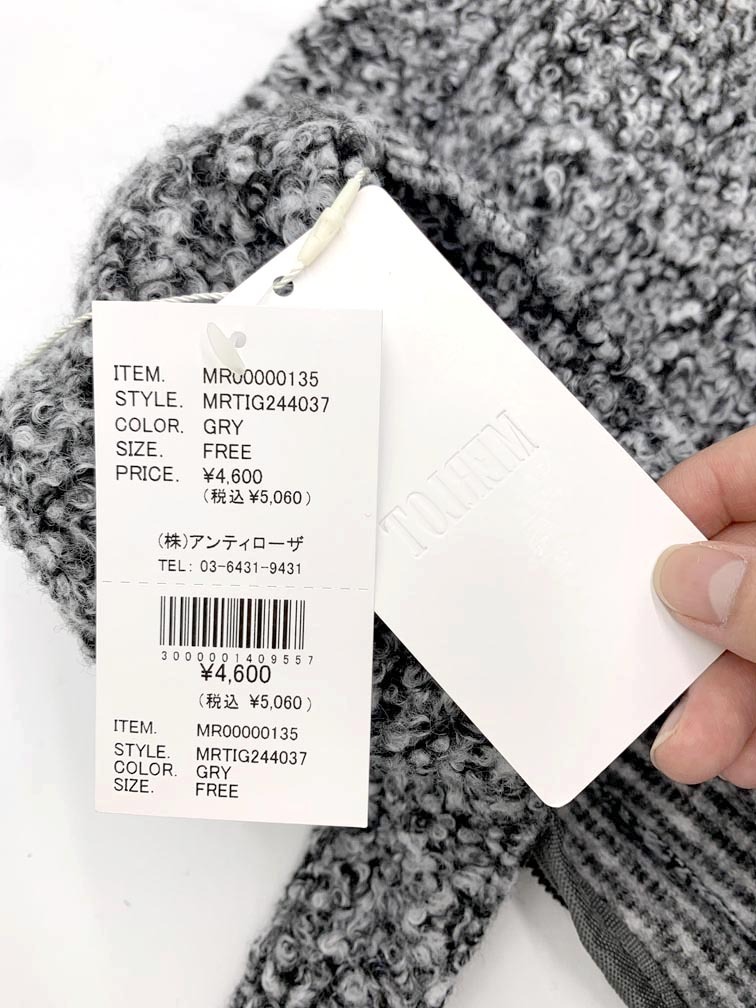 ITEM. MR00000135
STYLE. MRTIG244037
COLOR. GRY
SIZE. FREE
PRICE. ¥4,600
(税込¥5,060)
(株)アンティローザ
TEL: 03-6431-9431
3000001409557
¥4,600
(税込 ¥5,060)
ITEM. MR00000135
STYLE. MRTIG244037
COLOR. GRY
SIZE. FREE